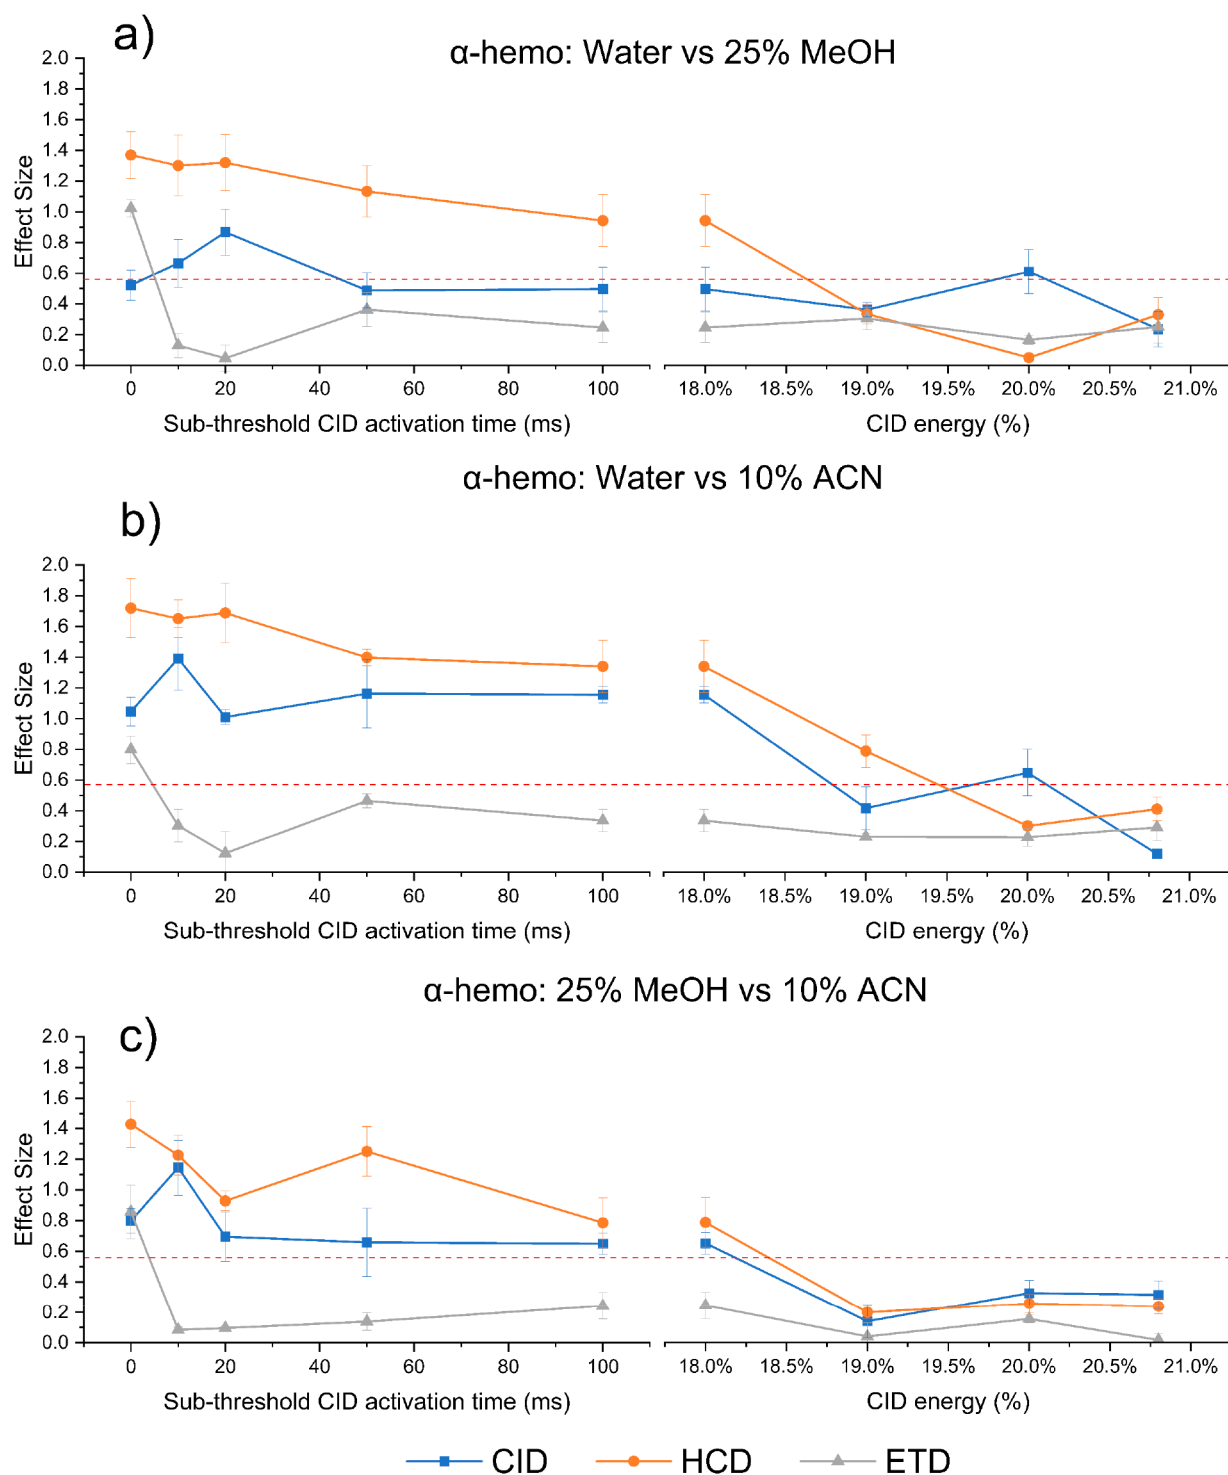 a)
α-hemo: Water vs 25% MeOH
2.0
1.8
1.6
1.4
1.2
1.0
0.8
0.6
0.4
0.2
0.0
Effect Size
0 20 40 60 80 100
18.0% 18.5% 19.0% 19.5% 20.0% 20.5% 21.0%
Sub-threshold CID activation time (ms)
CID energy (%)
α-hemo: Water vs 10% ACN
b)
2.0
1.8
1.6
1.4
1.2
1.0
0.8
0.6
0.4
0.2
0.0
Effect Size
0 20 40 60 80 100
18.0% 18.5% 19.0% 19.5% 20.0% 20.5% 21.0%
Sub-threshold CID activation time (ms)
CID energy (%)
α-hemo: 25% MeOH vs 10% ACN
c)
2.0
1.8
1.6
1.4
1.2
1.0
0.8
0.6
0.4
0.2
0.0
Effect Size
0 20 40 60 80 100
18.0% 18.5% 19.0% 19.5% 20.0% 20.5% 21.0%
Sub-threshold CID activation time (ms)
CID energy (%)
CID HCD ETD